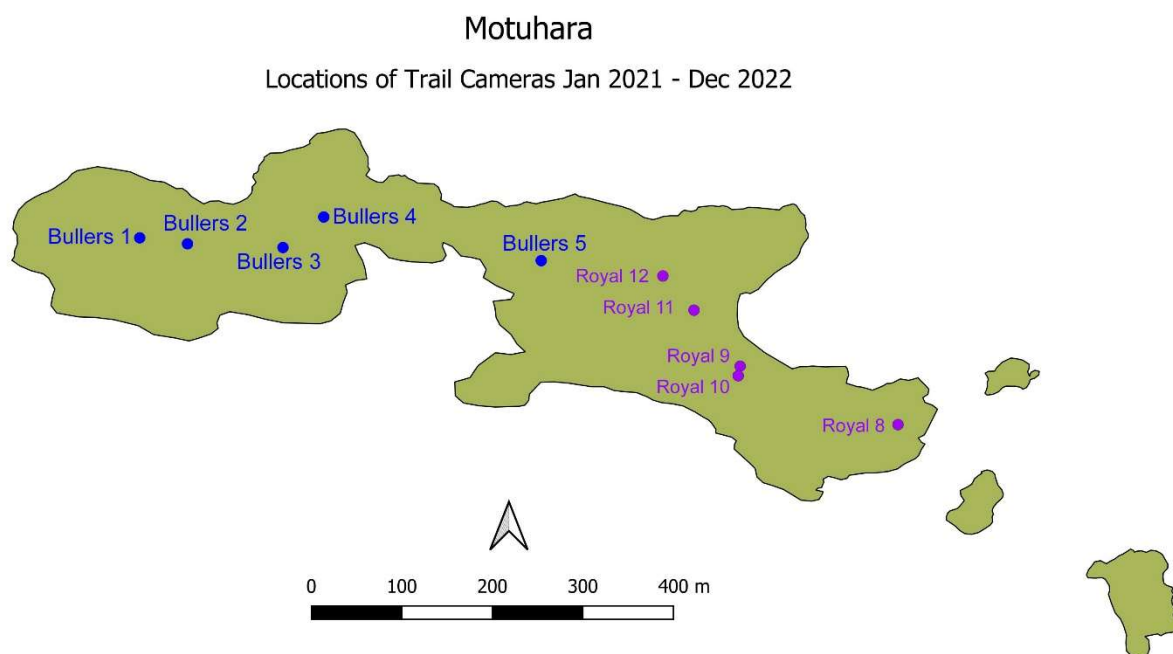 Motuhara
Locations of Trail Cameras Jan 2021 - Dec 2022
Bullers 1
Bullers 2
Bullers 3
Bullers 4
Bullers 5
Royal 12
Royal 11
Royal 9
Royal 10
Royal 8
0 100 200 300 400 m